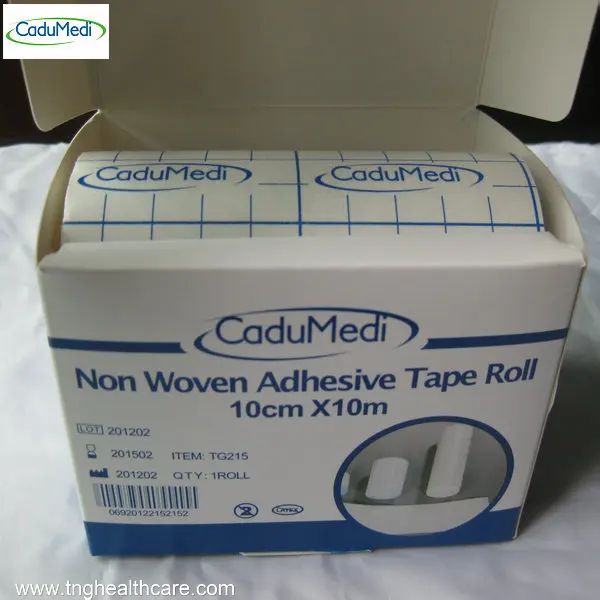 CaduMedi
CaduMedi CaduMedi
CaduMedi
Non Woven Adhesive Tape Roll
10cm X10m
LOT 201202
201502 ITEM: TG215
201202 QTY: 1ROLL
06920122152152
www.tnghealthcare.com